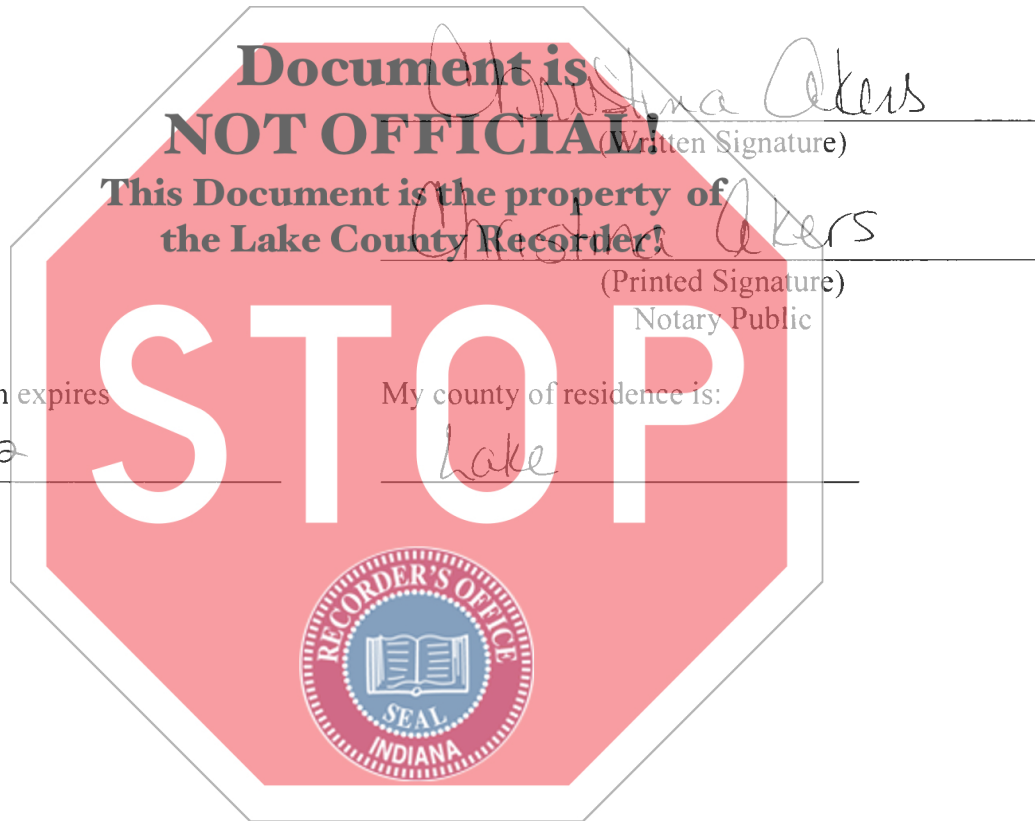 Document is
Christina Akers
NOT OFFICIAL!
(Written Signature)
This Document is the property of
Christina Akers
the Lake County Recorder!
(Printed Signature)
Notary Public
STOP
expires
My county of residence is:
Lake
RECORDER'S OFFICE
SEAL
INDIANA